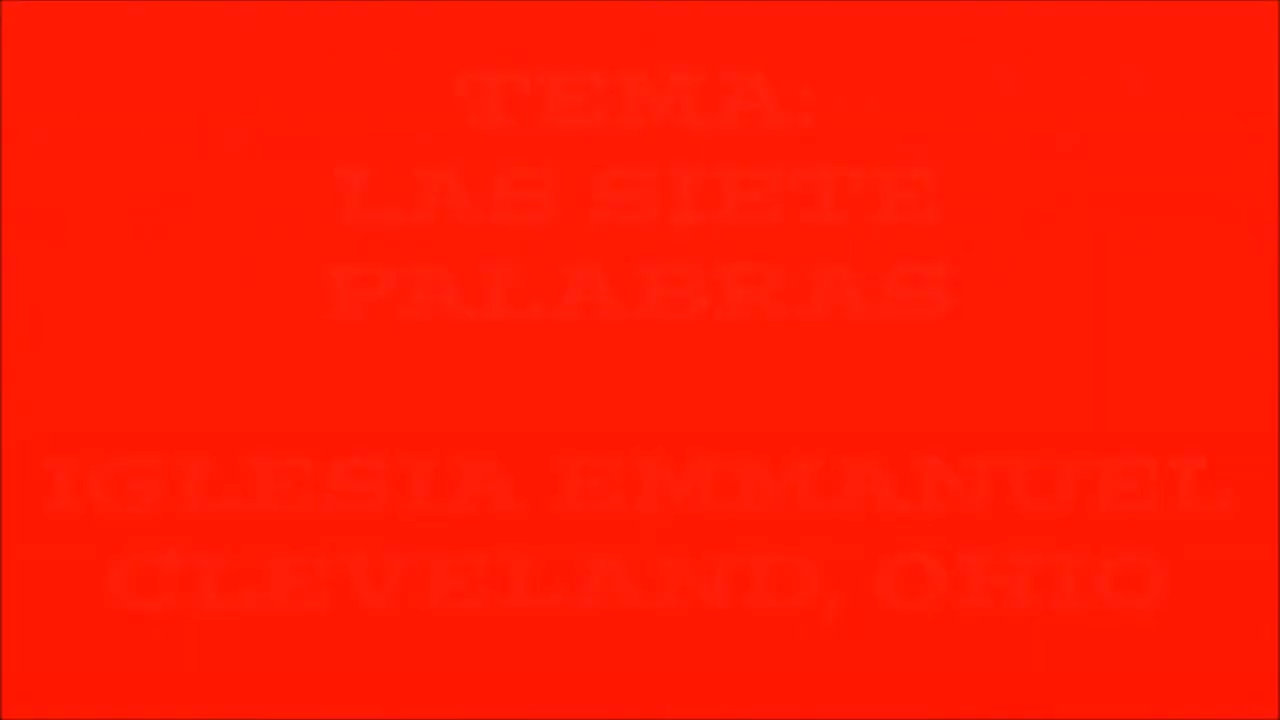 TEMA:
LAS SIETE
PALABRAS
IGLESIA EMMANUEL
CLEVELAND, OHIO